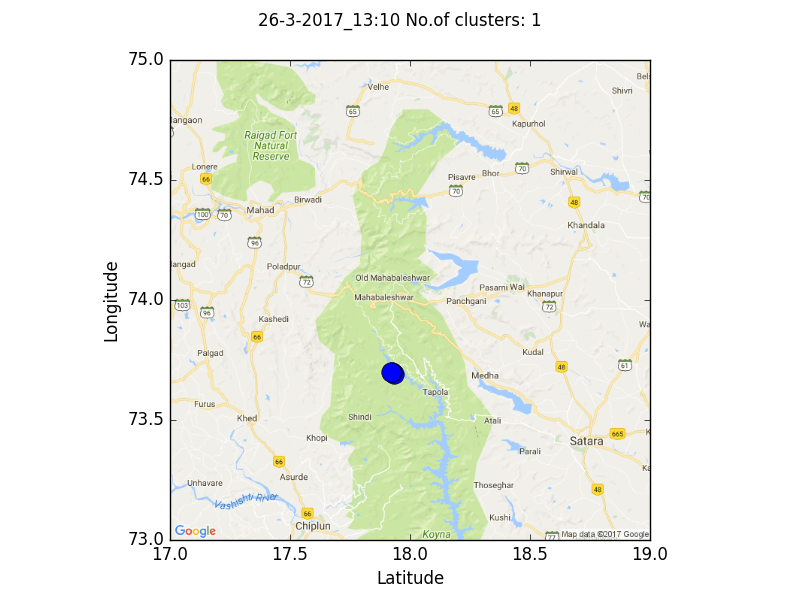 26-3-2017_13:10 No.of clusters: 1
75.0
74.5
74.0
73.5
73.0
Longitude
17.0
17.5
18.0
18.5
19.0
Latitude
Velhe
65
65
48
Kapurhol
Shivri
Raigad Fort
Natural
Reserve
Lonere
66
Pisavre
Bhor
70
70
Shirwal
70
48
100
70
Mahad
Birwadi
Khandala
96
Poladpur
72
Old Mahabaleshwar
Mahabaleshwar
Panchgani
Pasarni
Wai
Khanapur
72
103
96
Kashedi
66
Palgad
Kudal
48
61
Medha
Tapola
Furus
Khed
Shindi
Atali
Khopi
Satara
665
Parali
66
Asurde
Unhavare
Vashishti River
Thoseghar
48
66
Chiplun
Kushi
Koyna
77
Google
Map data ©2017 Google